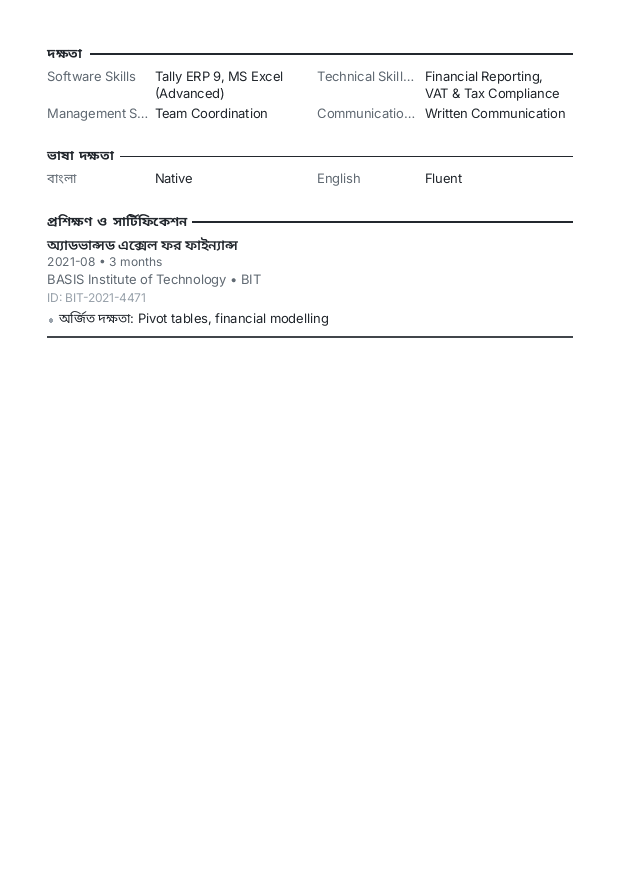 দক্ষতা
Software Skills Tally ERP 9, MS Excel (Advanced) Technical Skill... Financial Reporting, VAT & Tax Compliance
Management S... Team Coordination Communicatio... Written Communication
ভাষা দক্ষতা
বাংলা Native English Fluent
প্রশিক্ষণ ও সার্টিফিকেশন
অ্যাডভান্সড এক্সেল ফর ফাইন্যান্স
2021-08 • 3 months
BASIS Institute of Technology • BIT
ID: BIT-2021-4471
• অর্জিত দক্ষতা: Pivot tables, financial modelling